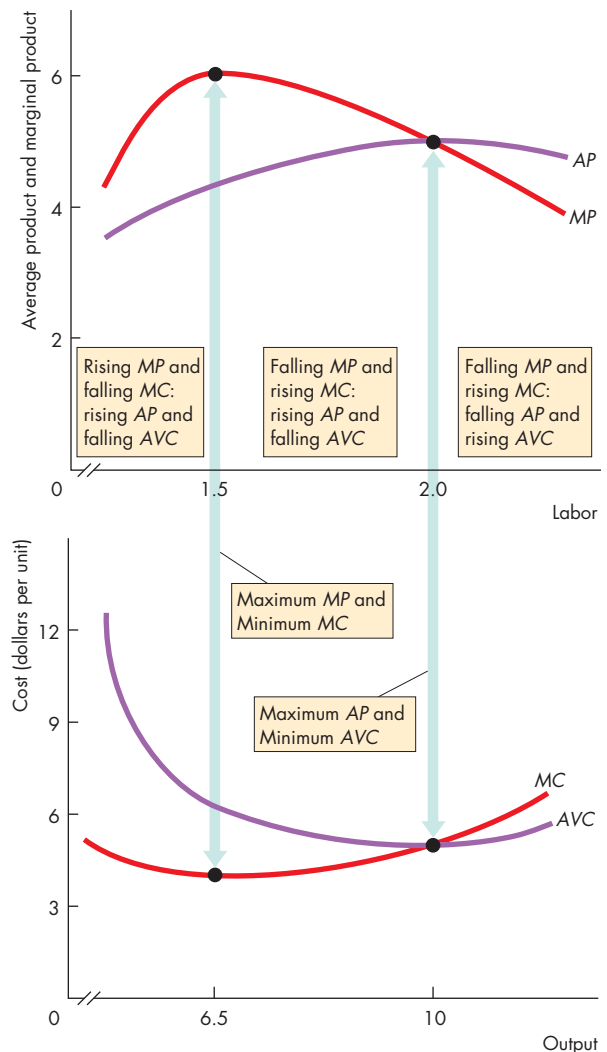 Average product and marginal product
6
4
2
0
AP
MP
Rising MP and
falling MC:
rising AP and
falling AVC
Falling MP and
rising MC:
rising AP and
falling AVC
Falling MP and
rising MC:
falling AP and
rising AVC
1.5
2.0
Labor
Cost (dollars per unit)
12
9
6
3
0
Maximum MP and
Minimum MC
Maximum AP and
Minimum AVC
MC
AVC
6.5
10
Output